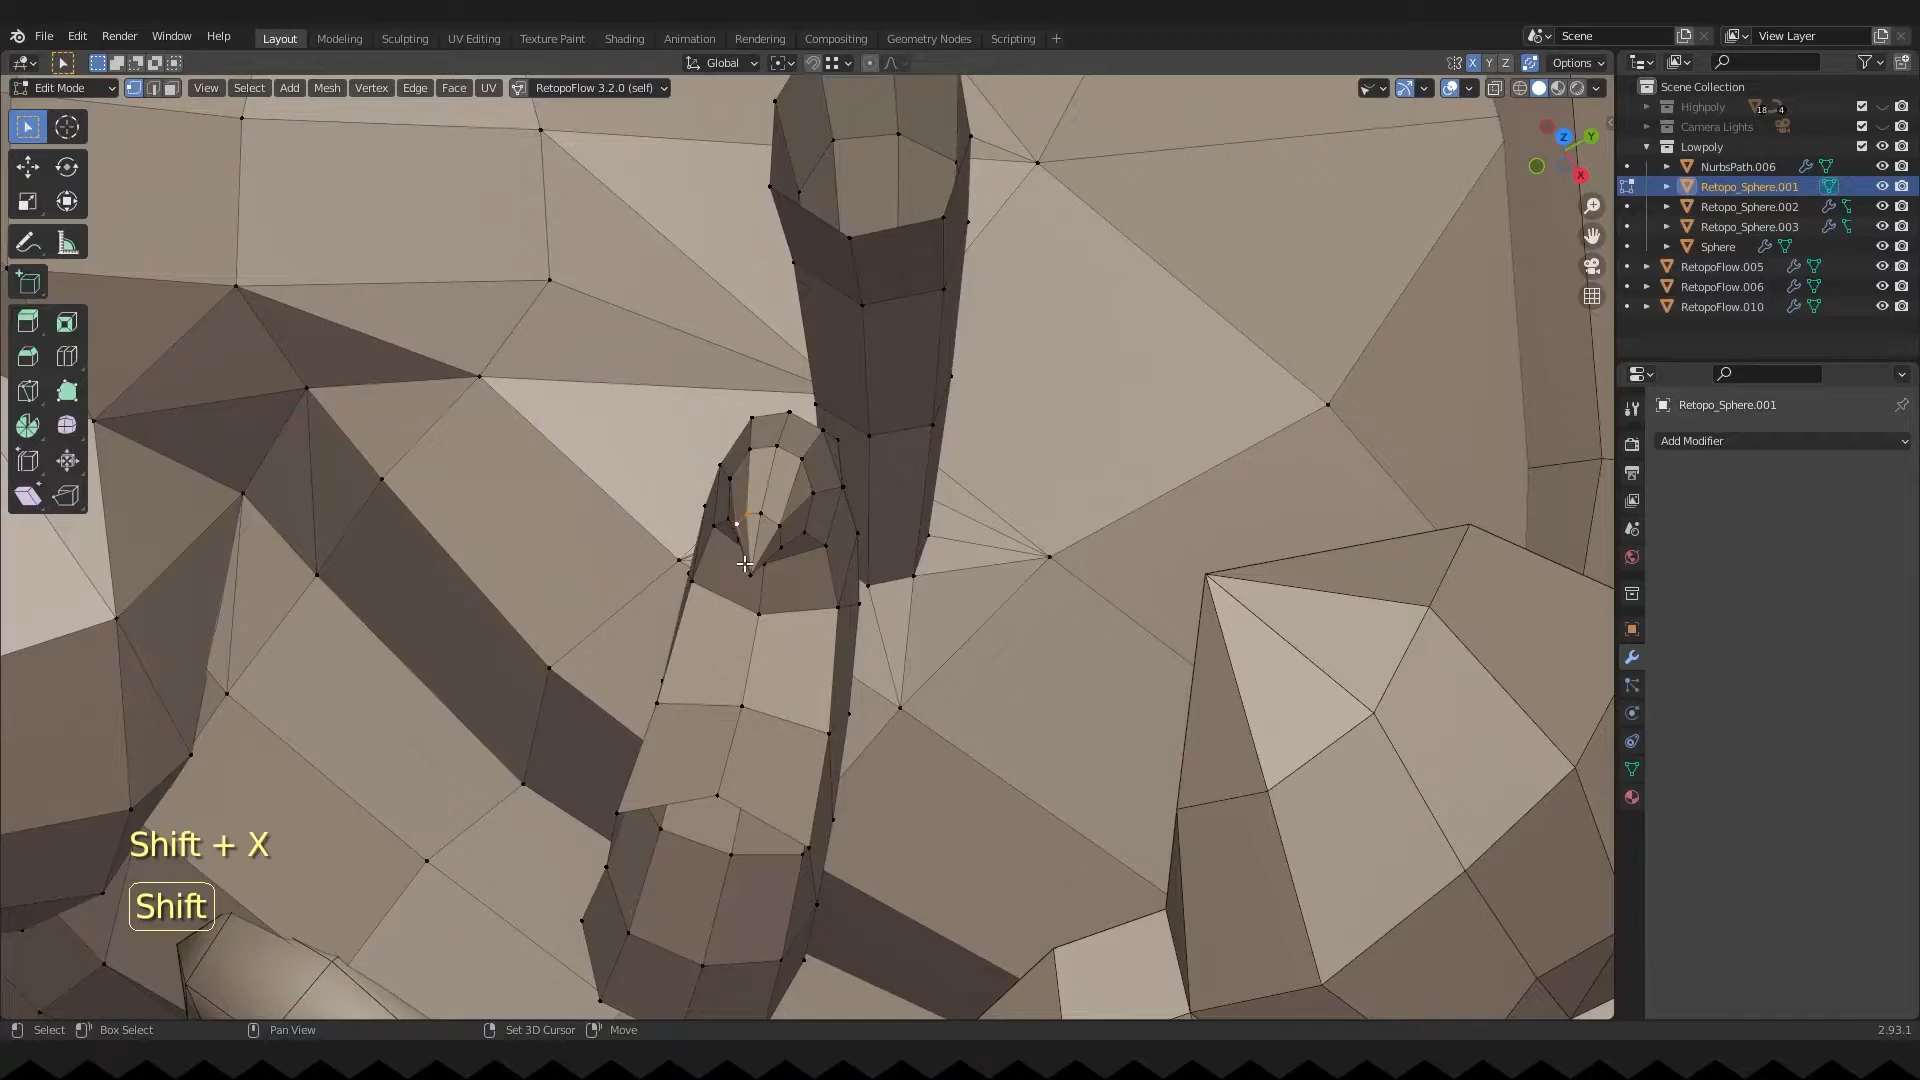 File Edit Render Window Help Layout Modeling Sculpting UV Editing Texture Paint Shading Animation Rendering Compositing Geometry Nodes Scripting + Scene View Layer
Global Options
X Y Z
Edit Mode View Select Add Mesh Vertex Edge Face UV RetopoFlow 3.2.0 (self)
Scene Collection
Highpoly 18 4
Camera Lights
Lowpoly
NurbsPath.006
Retopo_Sphere.001
Retopo_Sphere.002
Retopo_Sphere.003
Sphere
RetopoFlow.005
RetopoFlow.006
RetopoFlow.010
Z Y X
Retopo_Sphere.001
Add Modifier
Shift + X
Shift
Select Box Select Pan View Set 3D Cursor Move 2.93.1